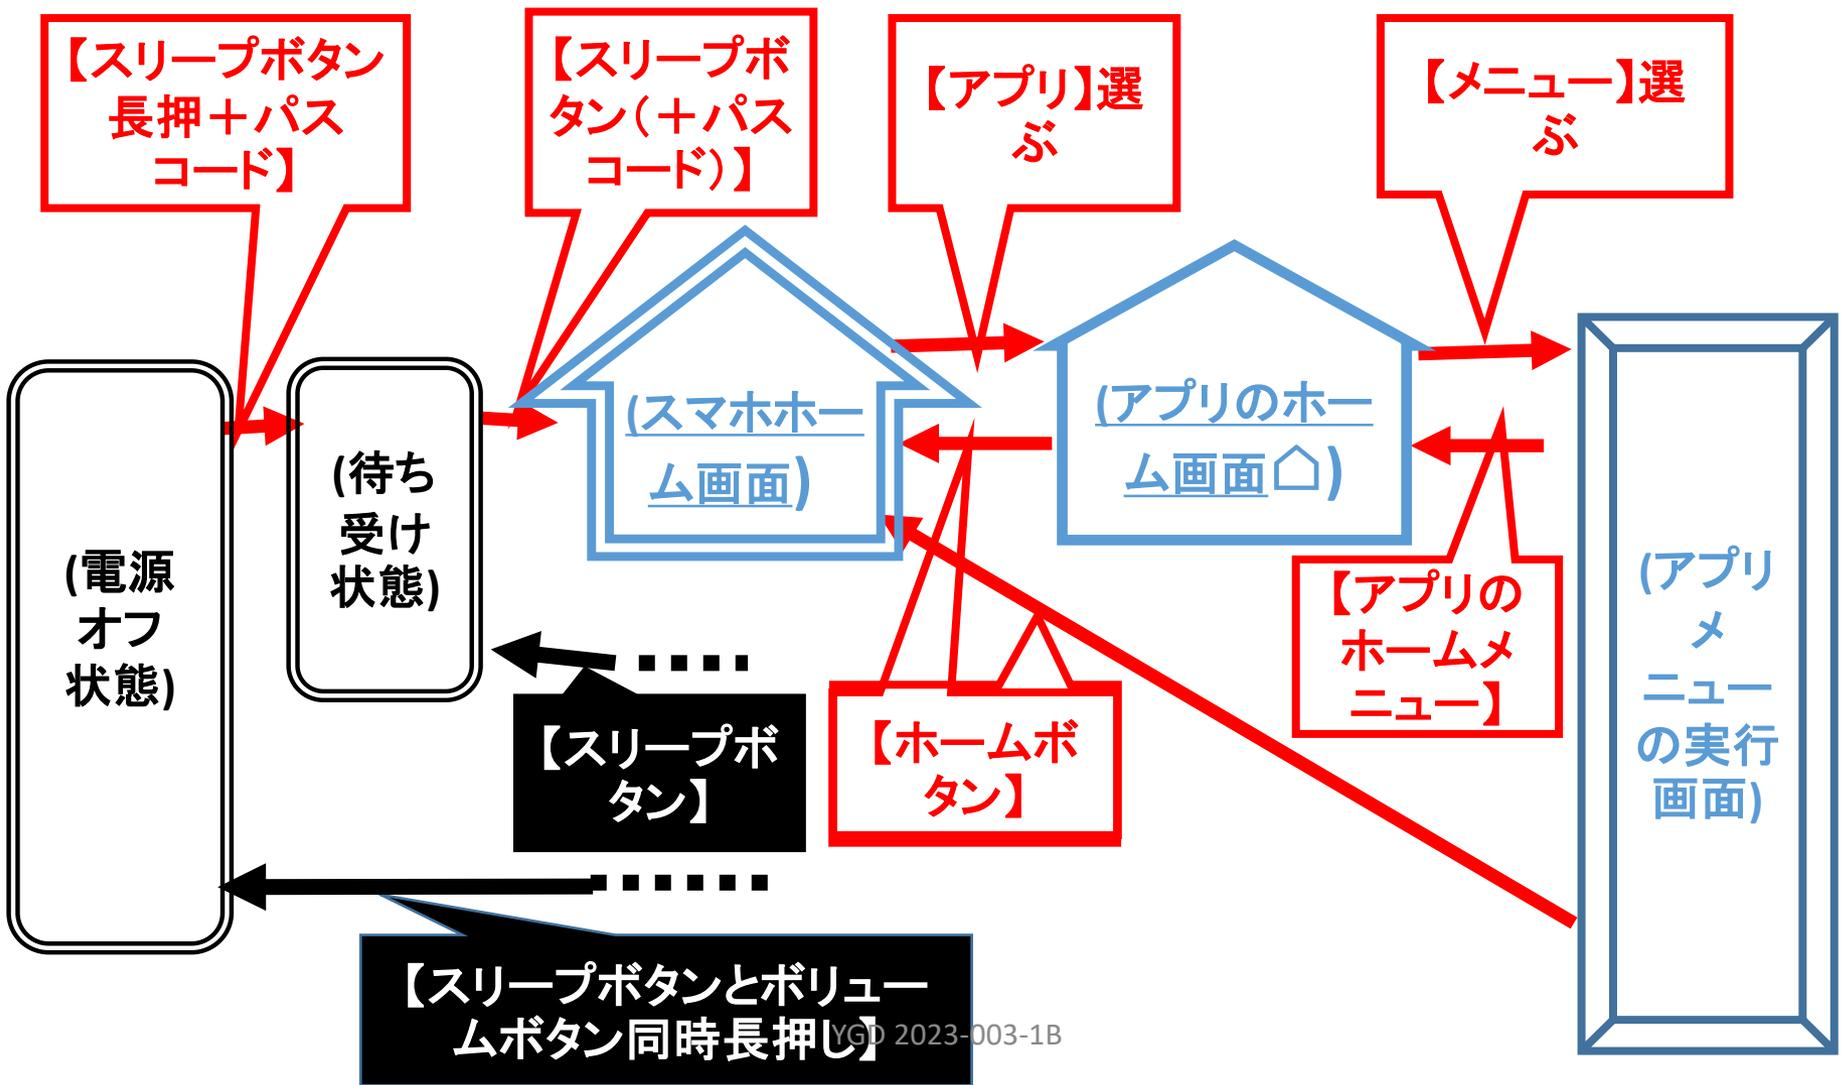 【スリープボタン
長押＋パス
コード】
【スリープボ
タン（＋パス
コード）】
【アプリ】選
ぶ
【メニュー】選
ぶ
(電源
オフ
状態)
(待ち
受け
状態)
(スマホホー
ム画面)
(アプリのホー
ム画面⌂)
(アプリ
メ
ニュー
の実行
画面)
【スリープボ
タン】
【ホームボ
タン】
【アプリの
ホームメ
ニュー】
【スリープボタンとボリュー
ムボタン同時長押し】
YGD 2023-003-1B